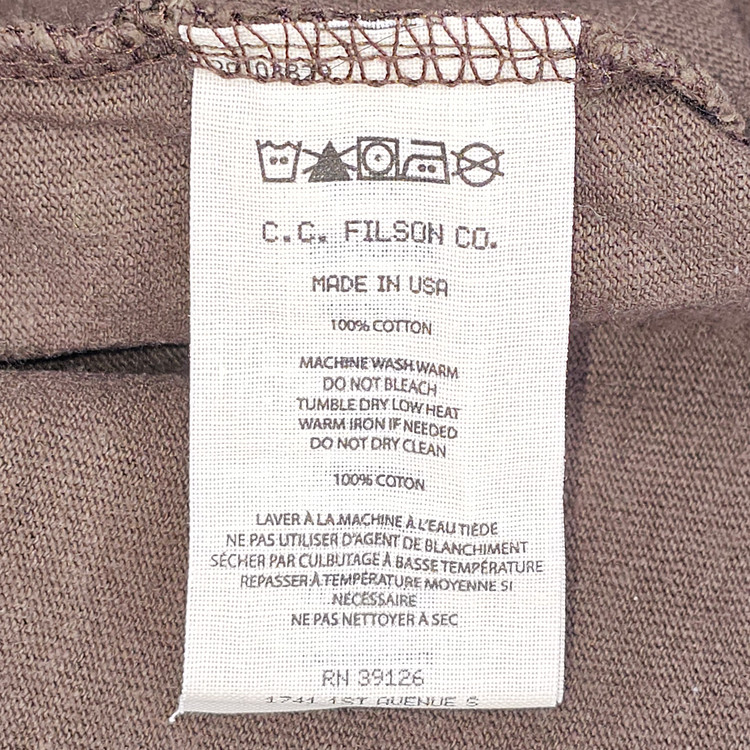 C.C. FILSON CO.
MADE IN USA
100% COTTON
MACHINE WASH WARM
DO NOT BLEACH
TUMBLE DRY LOW HEAT
WARM IRON IF NEEDED
DO NOT DRY CLEAN
100% COTON
LAVER À LA MACHINE À L'EAU TIÈDE
NE PAS UTILISER D'AGENT DE BLANCHIMENT
SÉCHER PAR CULBUTAGE À BASSE TEMPÉRATURE
REPASSER À TEMPÉRATURE MOYENNE SI
NÉCESSAIRE
NE PAS NETTOYER À SEC
RN 39126
1741 1ST AVENUE S